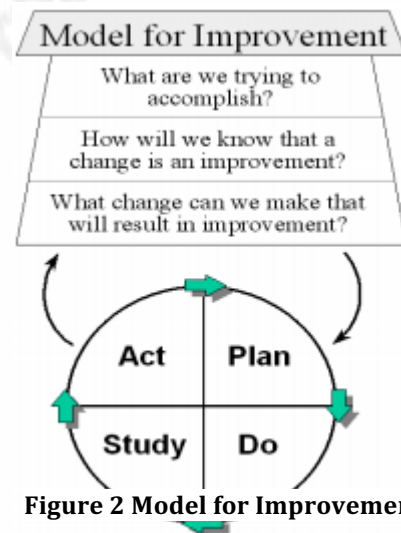 Model for Improvement
What are we trying to
accomplish?
How will we know that a
change is an improvement?
What change can we make that
will result in improvement?
Act Plan
Study Do
Figure 2 Model for Improvemen